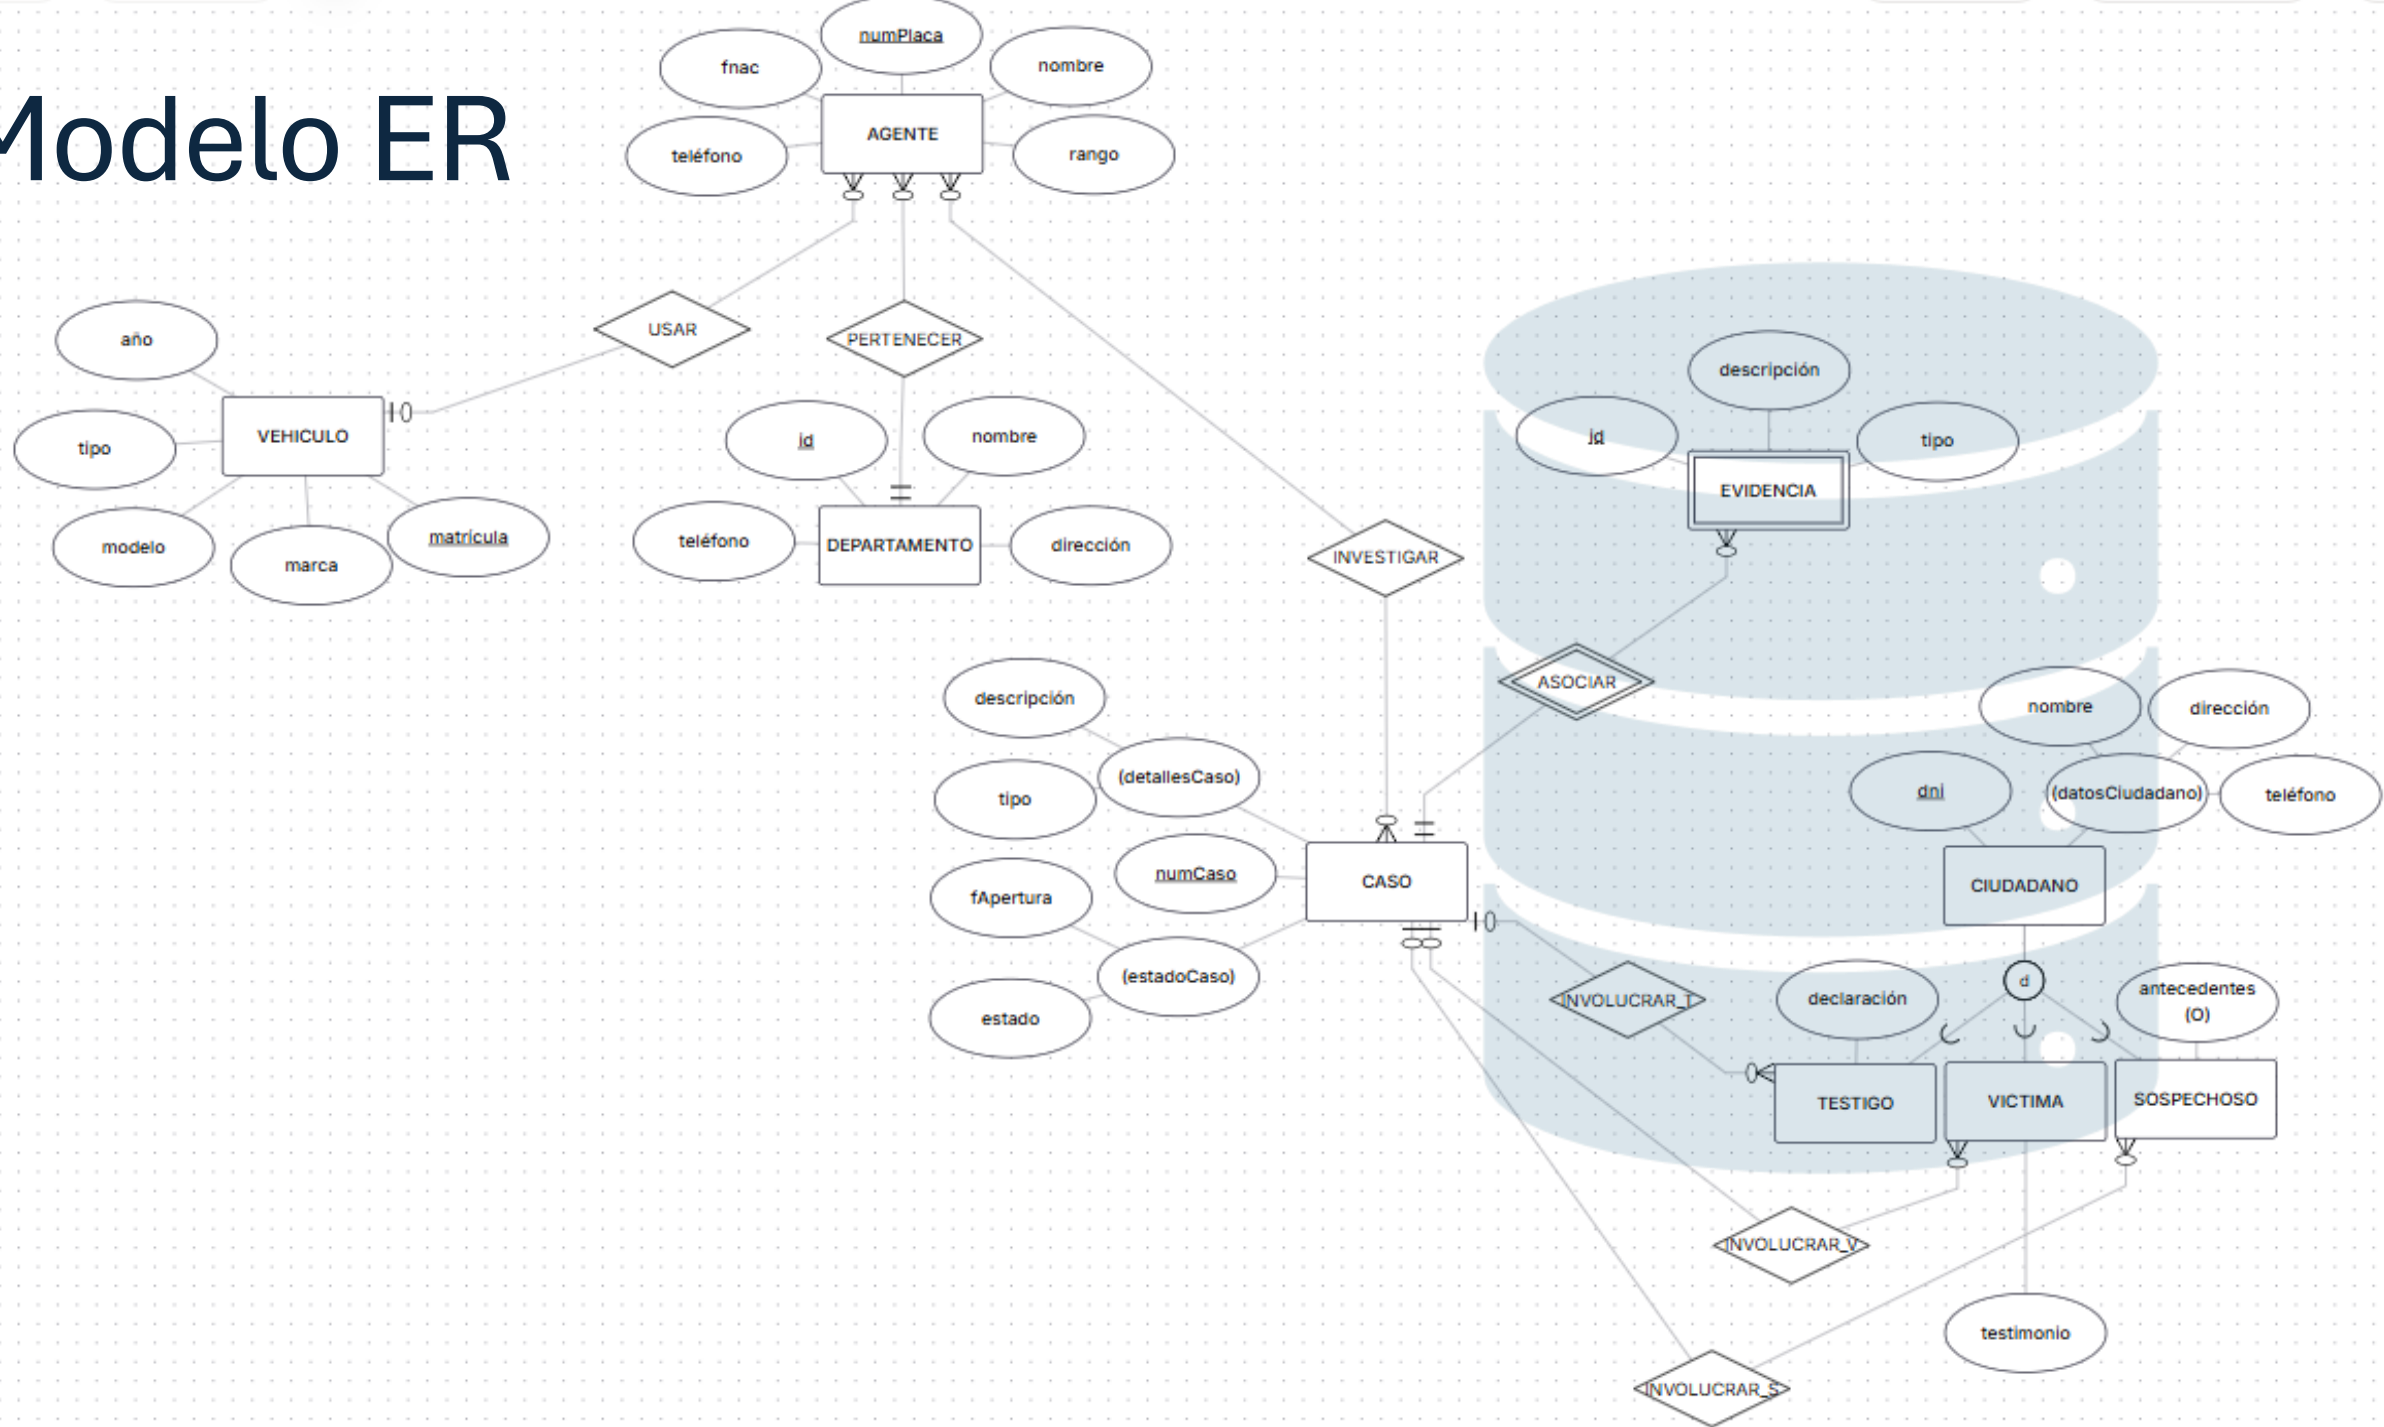 Modelo ER
numPlaca
fnac
nombre
AGENTE
teléfono
rango
USAR
PERTENECER
año
VEHICULO
tipo
modelo
marca
matrícula
id
nombre
teléfono
DEPARTAMENTO
dirección
INVESTIGAR
descripción
id
tipo
EVIDENCIA
ASOCIAR
descripción
(detallesCaso)
tipo
numCaso
CASO
fApertura
(estadoCaso)
estado
nombre
dirección
dni
(datosCiudadano)
teléfono
CIUDADANO
d
INVOLUCRAR_T
declaración
antecedentes
(O)
TESTIGO
VICTIMA
SOSPECHOSO
INVOLUCRAR_V
testimonio
INVOLUCRAR_S